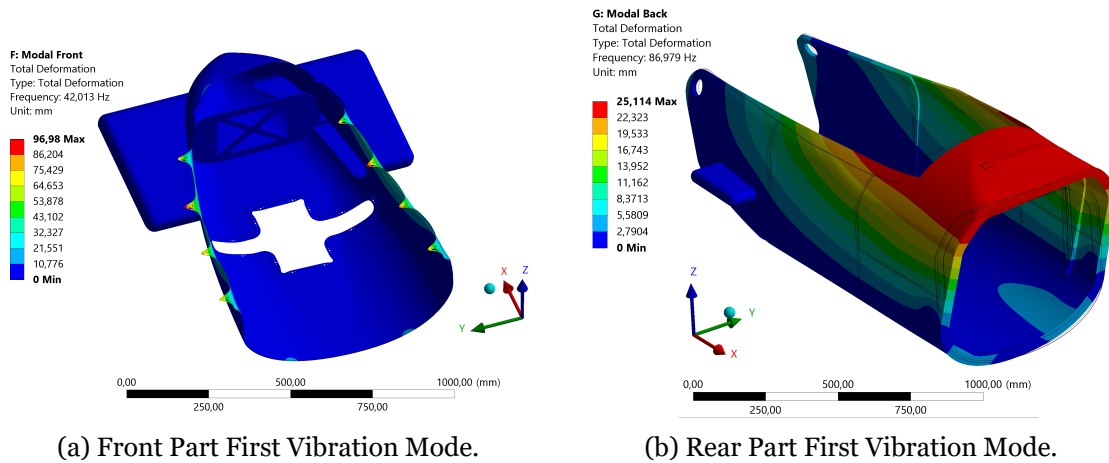 F: Modal Front
Total Deformation
Type: Total Deformation
Frequency: 42,013 Hz
Unit: mm
96,98 Max
86,204
75,429
64,653
53,878
43,102
32,327
21,551
10,776
0 Min
X
Z
Y
0,00
500,00
1000,00 (mm)
250,00
750,00
(a) Front Part First Vibration Mode.
G: Modal Back
Total Deformation
Type: Total Deformation
Frequency: 86,979 Hz
Unit: mm
25,114 Max
22,323
19,533
16,743
13,952
11,162
8,3713
5,5809
2,7904
0 Min
Z
Y
X
0,00
500,00
1000,00 (mm)
250,00
750,00
(b) Rear Part First Vibration Mode.